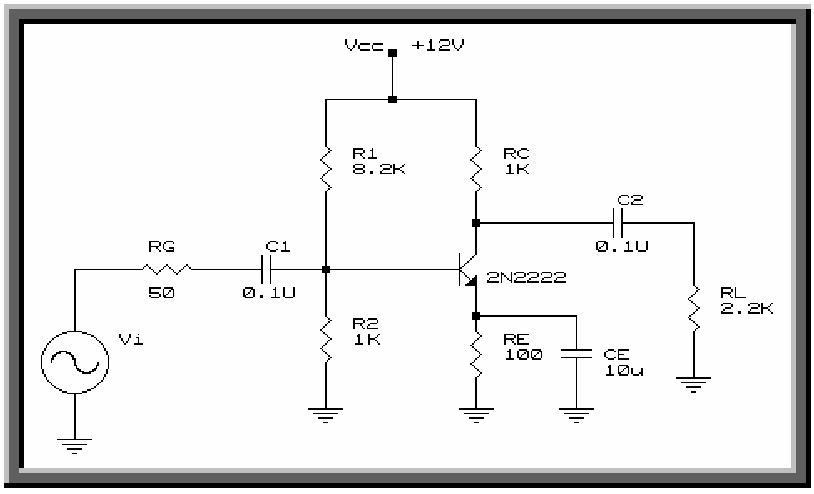 Vcc +12V
R1
8.2K
RC
1K
C2
0.1U
RG
50
C1
0.1U
2N2222
RL
2.2K
Vi
R2
1K
RE
100
CE
10u